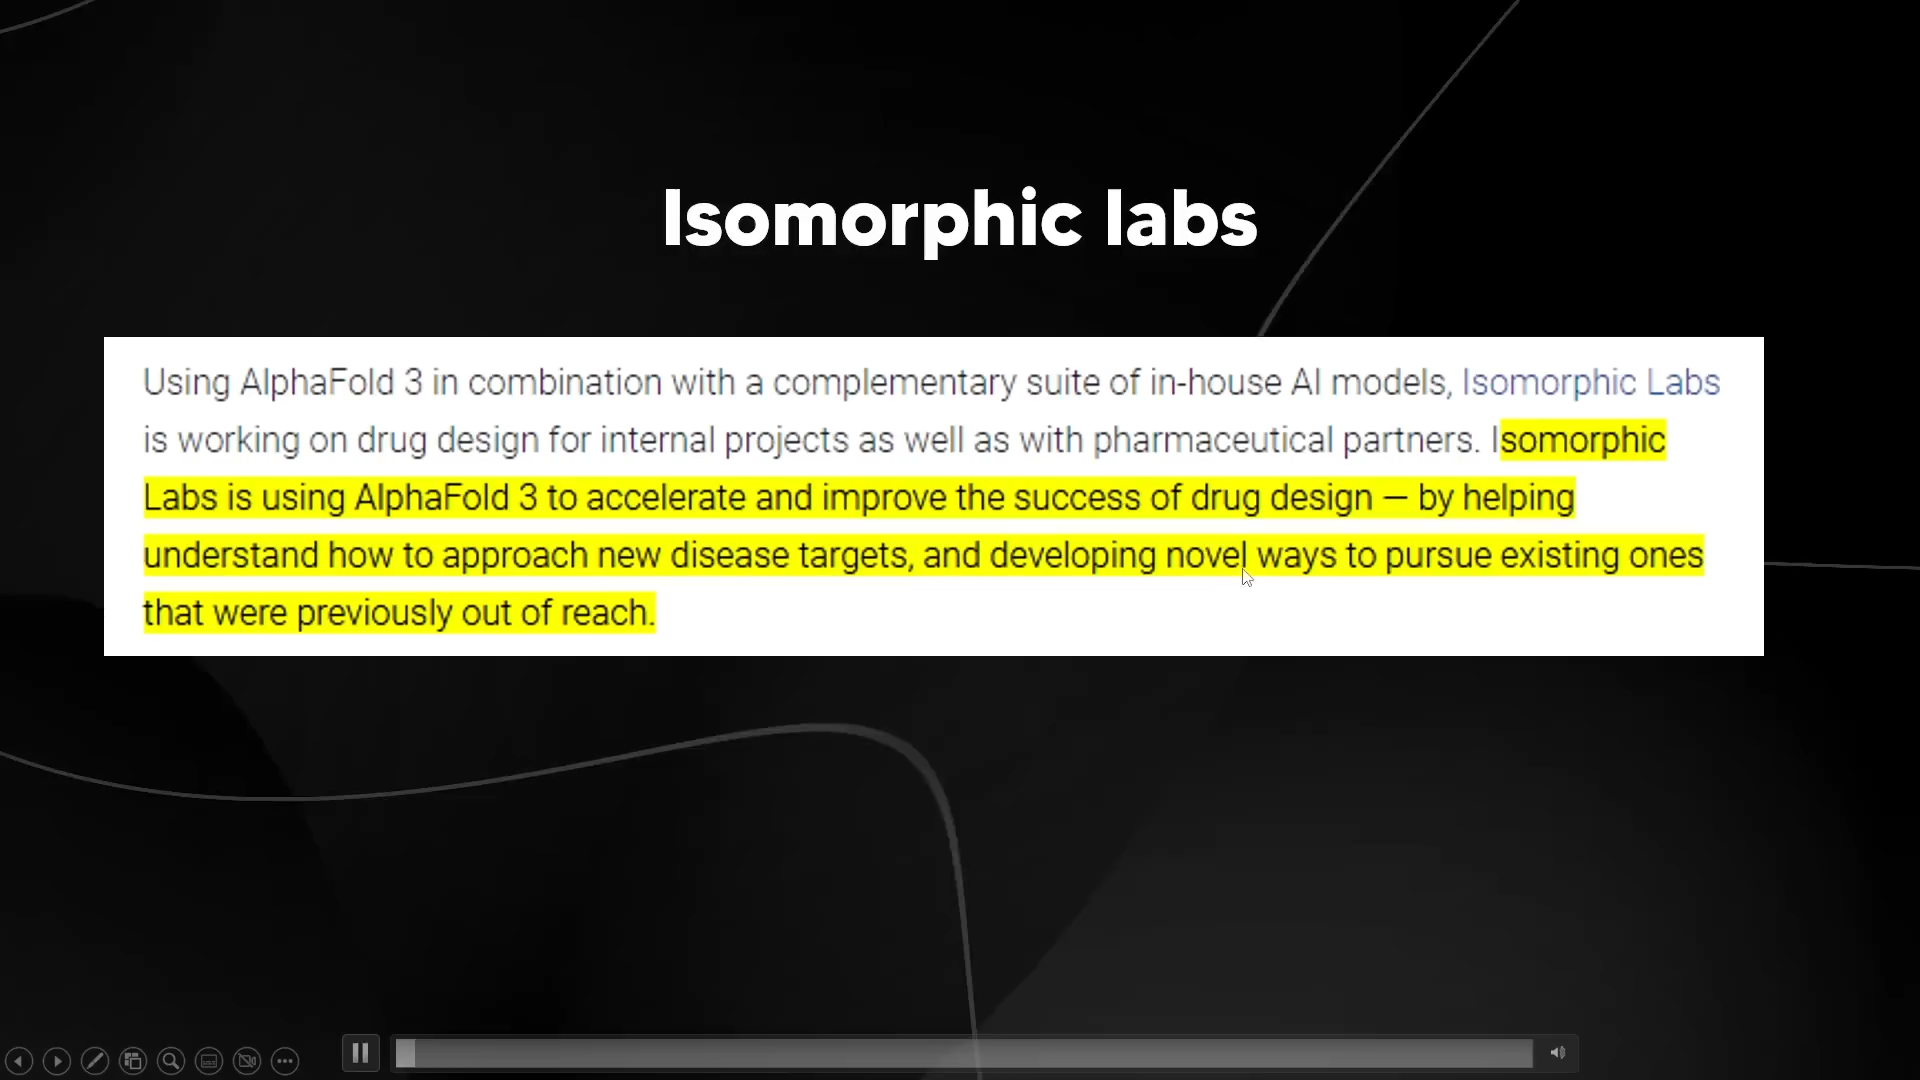 Isomorphic labs
Using AlphaFold 3 in combination with a complementary suite of in-house AI models, Isomorphic Labs
is working on drug design for internal projects as well as with pharmaceutical partners. Isomorphic
Labs is using AlphaFold 3 to accelerate and improve the success of drug design — by helping
understand how to approach new disease targets, and developing novel ways to pursue existing ones
that were previously out of reach.